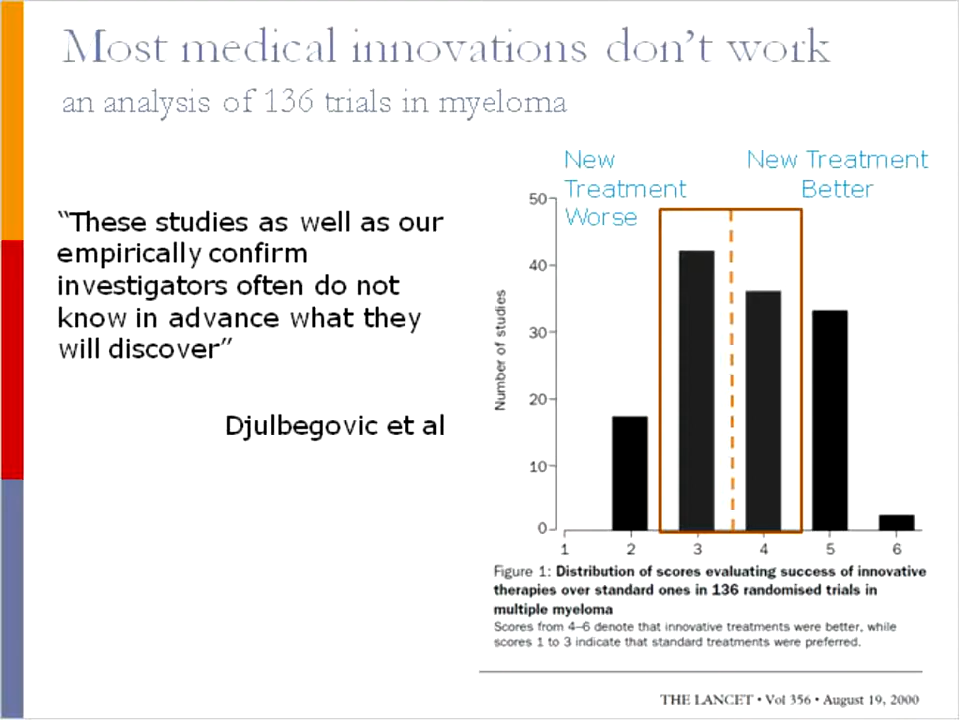 Most medical innovations don't work
an analysis of 136 trials in myeloma
"These studies as well as our
empirically confirm
investigators often do not
know in advance what they
will discover"
Djulbegovic et al
New
Treatment
Worse
New Treatment
Better
Number of studies
50
40
30
20
10
0
1 2 3 4 5 6
Figure 1: Distribution of scores evaluating success of innovative
therapies over standard ones in 136 randomised trials in
multiple myeloma
Scores from 4–6 denote that innovative treatments were better, while
scores 1 to 3 indicate that standard treatments were preferred.
THE LANCET • Vol 356 • August 19, 2000